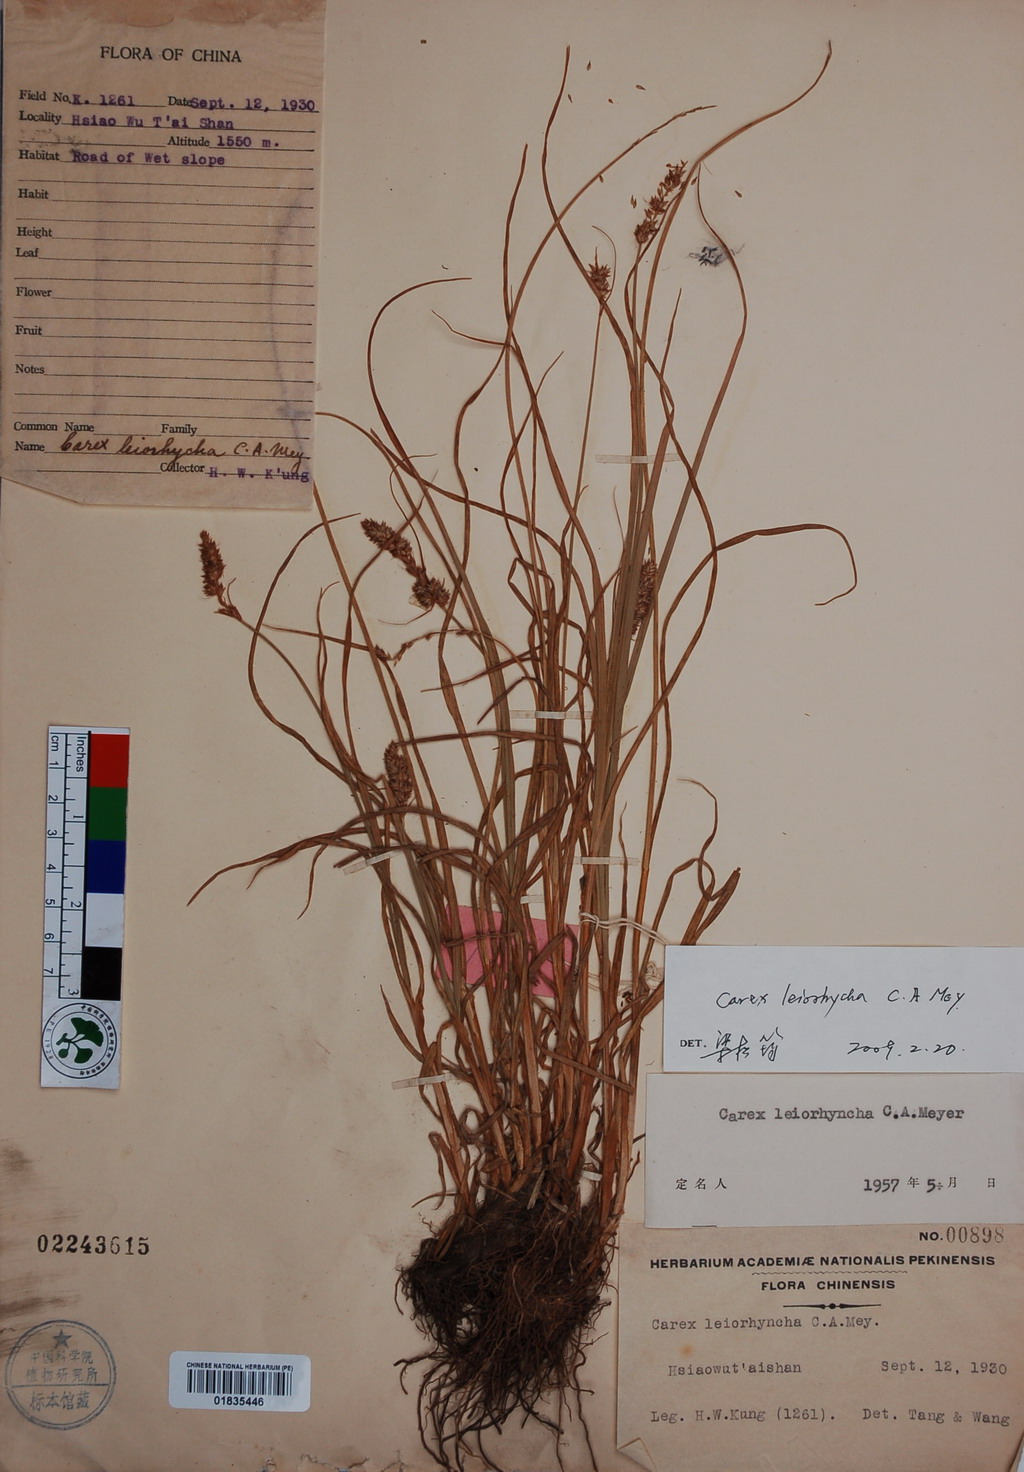 FLORA OF CHINA
Field No. K. 1261 Date Sept. 12, 1930
Locality Hsiao Wu T'ai Shan
Altitude 1550 m.
Habitat Road of Wet slope
Habit
Height
Leaf
Flower
Fruit
Notes
Common Name Family
Name Carex leiorhycha C.A.Mey
Collector H. W. K'ung
cm 1 2 3 4 5 6 7
Inches 1 2 3
02243615
中国科学院
植物研究所
标本馆藏
CHINESE NATIONAL HERBARIUM (PE)
01835446
Carex leiorhycha C.A Mey.
DET. 2009.2.20.
Carex leiorhyncha C.A.Meyer
定名人 1957年5月 日
NO. 00898
HERBARIUM ACADEMIÆ NATIONALIS PEKINENSIS
FLORA CHINENSIS
Carex leiorhyncha C.A.Mey.
Hsiaowut'aishan Sept. 12, 1930
Leg. H.W.Kung (1261). Det. Tang & Wang